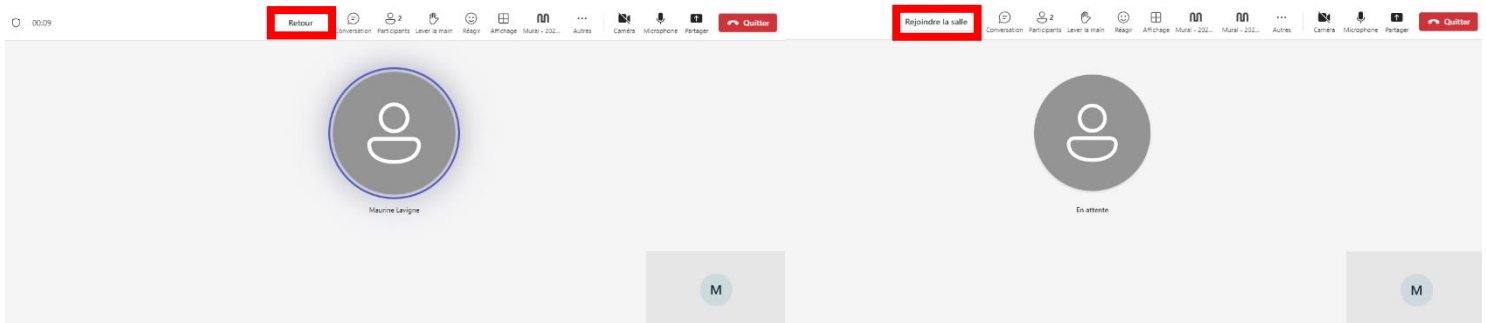 00:09
Retour
Conversation
Participants 2
Lever la main
Réagir
Affichage
Mural - 202...
Autres
Caméra
Microphone
Partager
Quitter
Maurine Lavigne
M
Rejoindre la salle
Conversation
Participants 2
Lever la main
Réagir
Affichage
Mural - 202...
Mural - 202...
Autres
Caméra
Microphone
Partager
Quitter
En attente
M